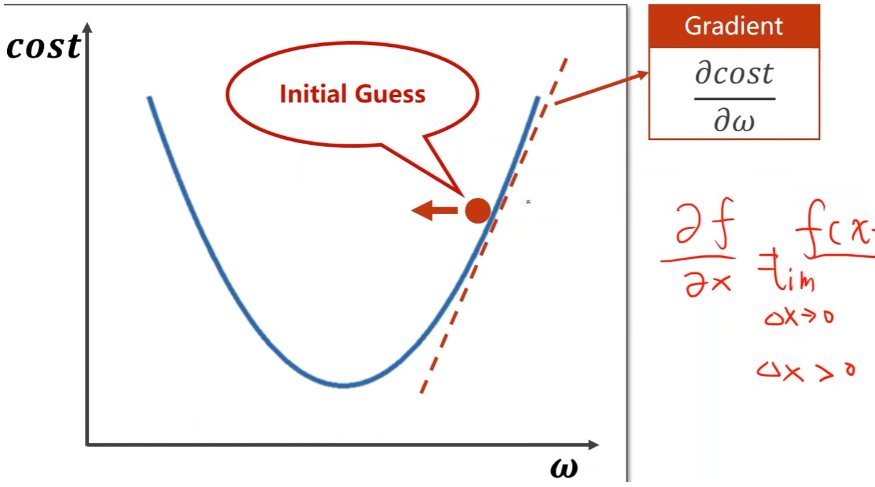 cost
Initial Guess
ω
Gradient
∂cost
∂ω
∂f
∂x
= lim
Δx→0
f(x
Δx > 0